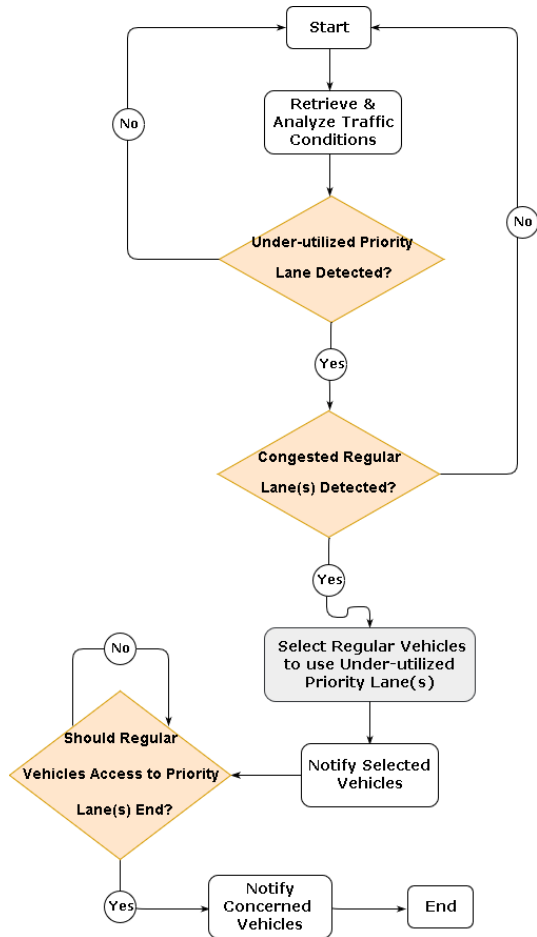 Start
Retrieve &
Analyze Traffic
Conditions
No
No
Under-utilized Priority
Lane Detected?
Yes
Congested Regular
Lane(s) Detected?
Yes
Select Regular Vehicles
to use Under-utilized
Priority Lane(s)
No
Should Regular
Vehicles Access to Priority
Lane(s) End?
Notify Selected
Vehicles
Yes
Notify
Concerned
Vehicles
End